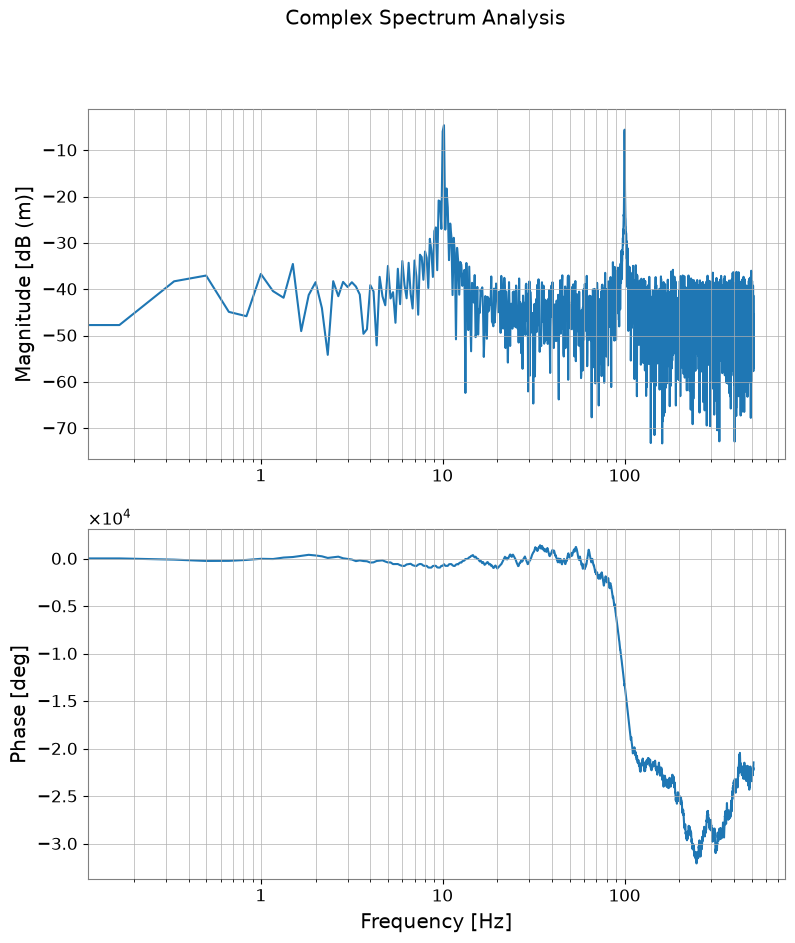 Complex Spectrum Analysis
Magnitude [dB (m)]
−10
−20
−30
−40
−50
−60
−70
1 10 100
×10⁴
Phase [deg]
0.0
−0.5
−1.0
−1.5
−2.0
−2.5
−3.0
1 10 100
Frequency [Hz]